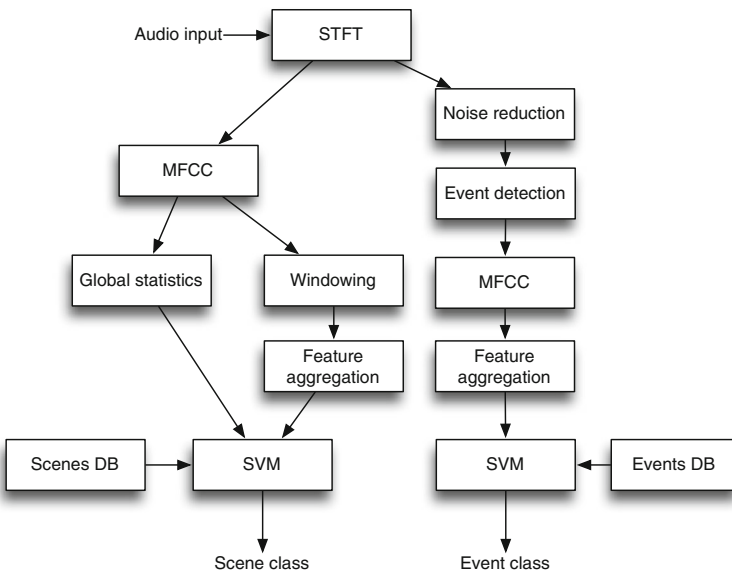 Audio input
STFT
Noise reduction
MFCC
Event detection
Global statistics
Windowing
MFCC
Feature
aggregation
Feature
aggregation
Scenes DB
SVM
SVM
Events DB
Scene class
Event class